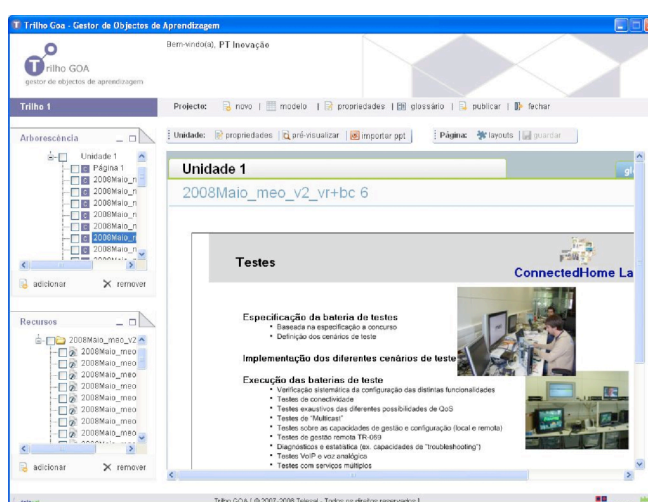 Trilho Goa - Gestor de Objectos de Aprendizagem
Bem-vindo(a), PT Inovação
Trilho GOA
gestor de objectos de aprendizagem
Trilho 1
Projecto: novo | modelo | propriedades | glossário | publicar | fechar
Arborescência
Unidade: propriedades | pré-visualizar | importar ppt
Página: layouts | guardar
Unidade 1
Página 1
2008Maio_n
2008Maio_n
2008Maio_n
2008Maio_n
2008Maio_n
2008Maio_n
2008Maio_n
adicionar
remover
Unidade 1
2008Maio_meo_v2_vr+bc 6
Testes
ConnectedHome La
Especificação da bateria de testes
• Baseada na especificação a concurso
• Definição dos cenários de teste
Implementação dos diferentes cenários de teste
Execução das baterias de teste
• Verificação sistemática da configuração das distintas funcionalidades
• Testes de conectividade
• Testes exaustivos das diferentes possibilidades de QoS
• Testes de "Multicast"
• Testes sobre as capacidades de gestão e configuração (local e remota)
• Testes de gestão remota TR-069
• Diagnósticos e estatística (ex. capacidades de "troubleshooting")
• Testes VoIP e voz analógica
• Testes com serviços múltiplos
Recursos
2008Maio_meo_v2
2008Maio_meo
2008Maio_meo
2008Maio_meo
2008Maio_meo
2008Maio_meo
2008Maio_meo
2008Maio_meo
2008Maio_meo
adicionar
remover